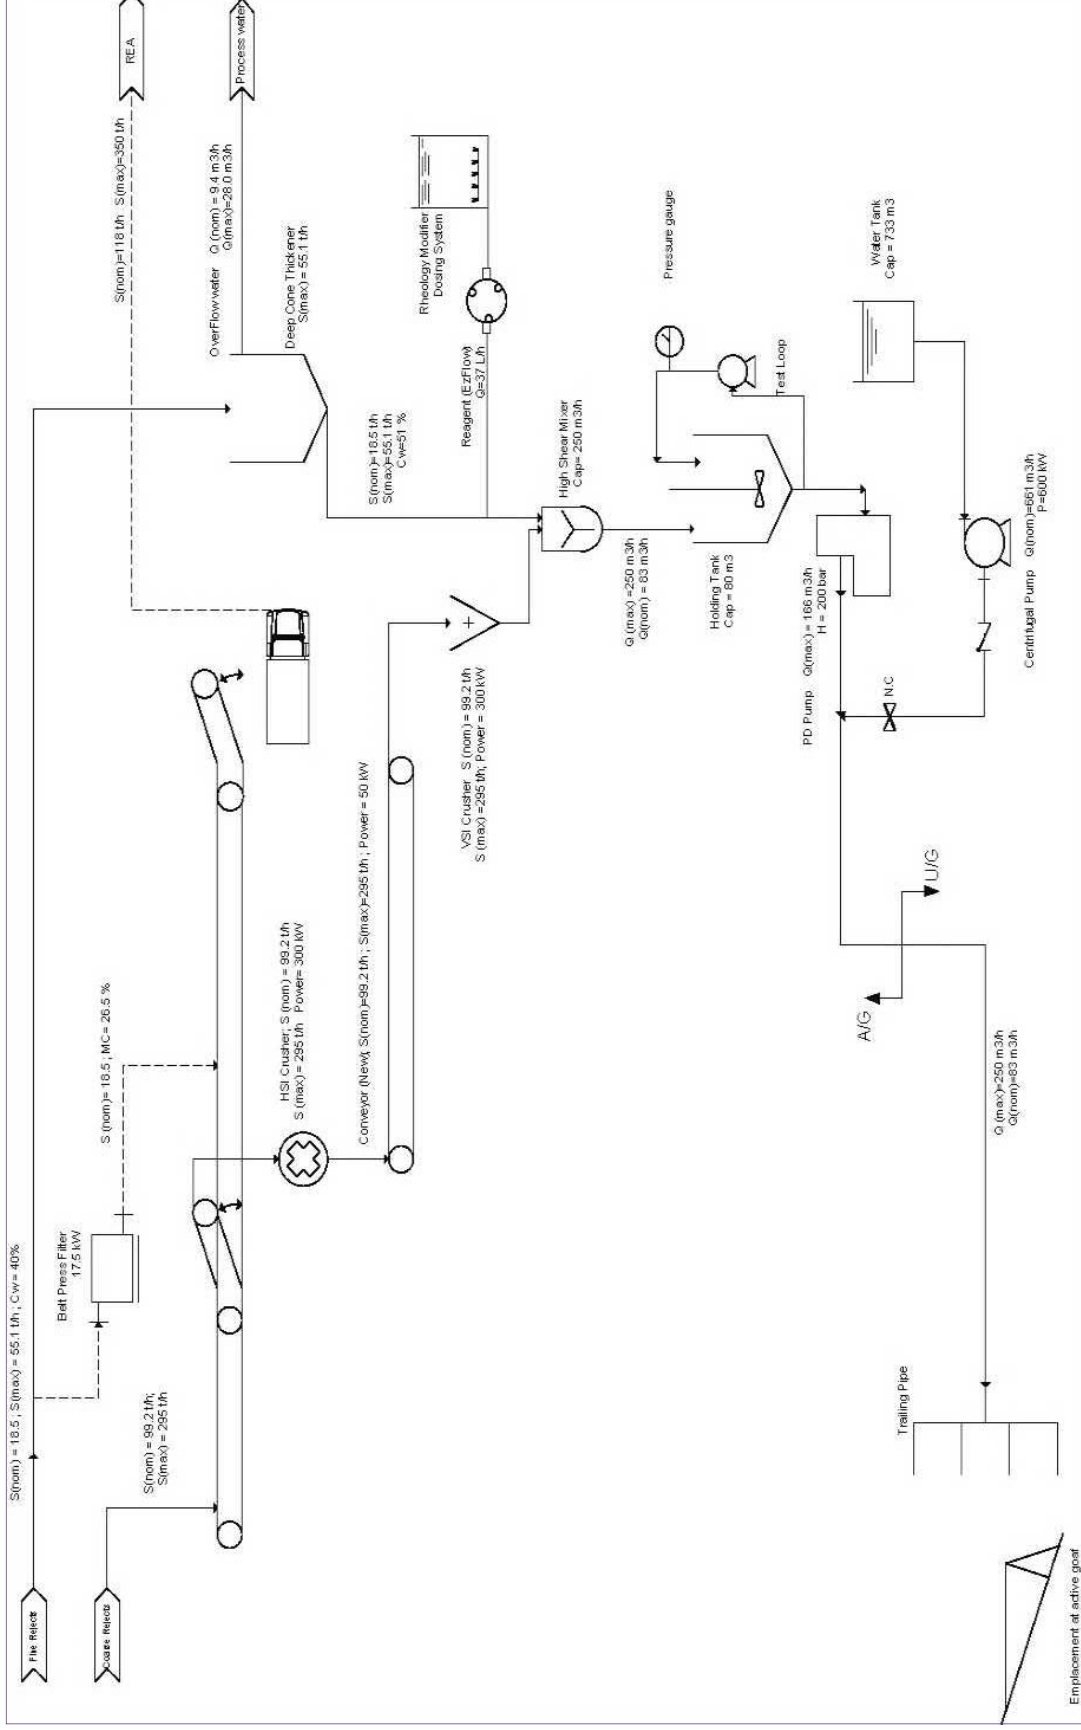 Fine Rejects
S(nom) = 18.5 ; S(max) = 55.1 t/h ; Cw = 40%
Coarse Rejects
S(nom) = 99.2 t/h;
S(max) = 295 t/h
Belt Press Filter
17.5 kW
S (nom)= 18.5 ; MC= 26.5 %
S(nom)=118 t/h S(max)=350 t/h
REA
Process water
OverFlow water Q (nom) = 9.4 m3/h
Q(max)=28.0 m3/h
Deep Cone Thickener
S(max) = 55.1 t/h
HSI Crusher; S (nom) = 99.2 t/h
S (max) = 295 t/h Power= 300 kW
Conveyor (New); S(nom)=99.2 t/h ; S(max)=295 t/h ; Power = 50 kW
S(nom)=18.5 t/h
S(max)=55.1 t/h
Cw=51 %
Rheology Modifier
Dosing System
Reagent (EzFlow)
Q=37 L/h
VSI Crusher S (nom) = 99.2 t/h
S (max) =295 t/h; Power = 300 kW
High Shear Mixer
Cap= 250 m3/h
Q (max) =250 m3/h
Q(nom) = 83 m3/h
Pressure gauge
Test Loop
Holding Tank
Cap = 80 m3
PD Pump Q(max) = 166 m3/h
H = 200 bar
Water Tank
Cap = 733 m3
N.C
Centrifugal Pump Q(nom)=661 m3/h
P=600 kW
A/G
U/G
Q (max)=250 m3/h
Q(nom)=83 m3/h
Trailing Pipe
Emplacement at active goaf